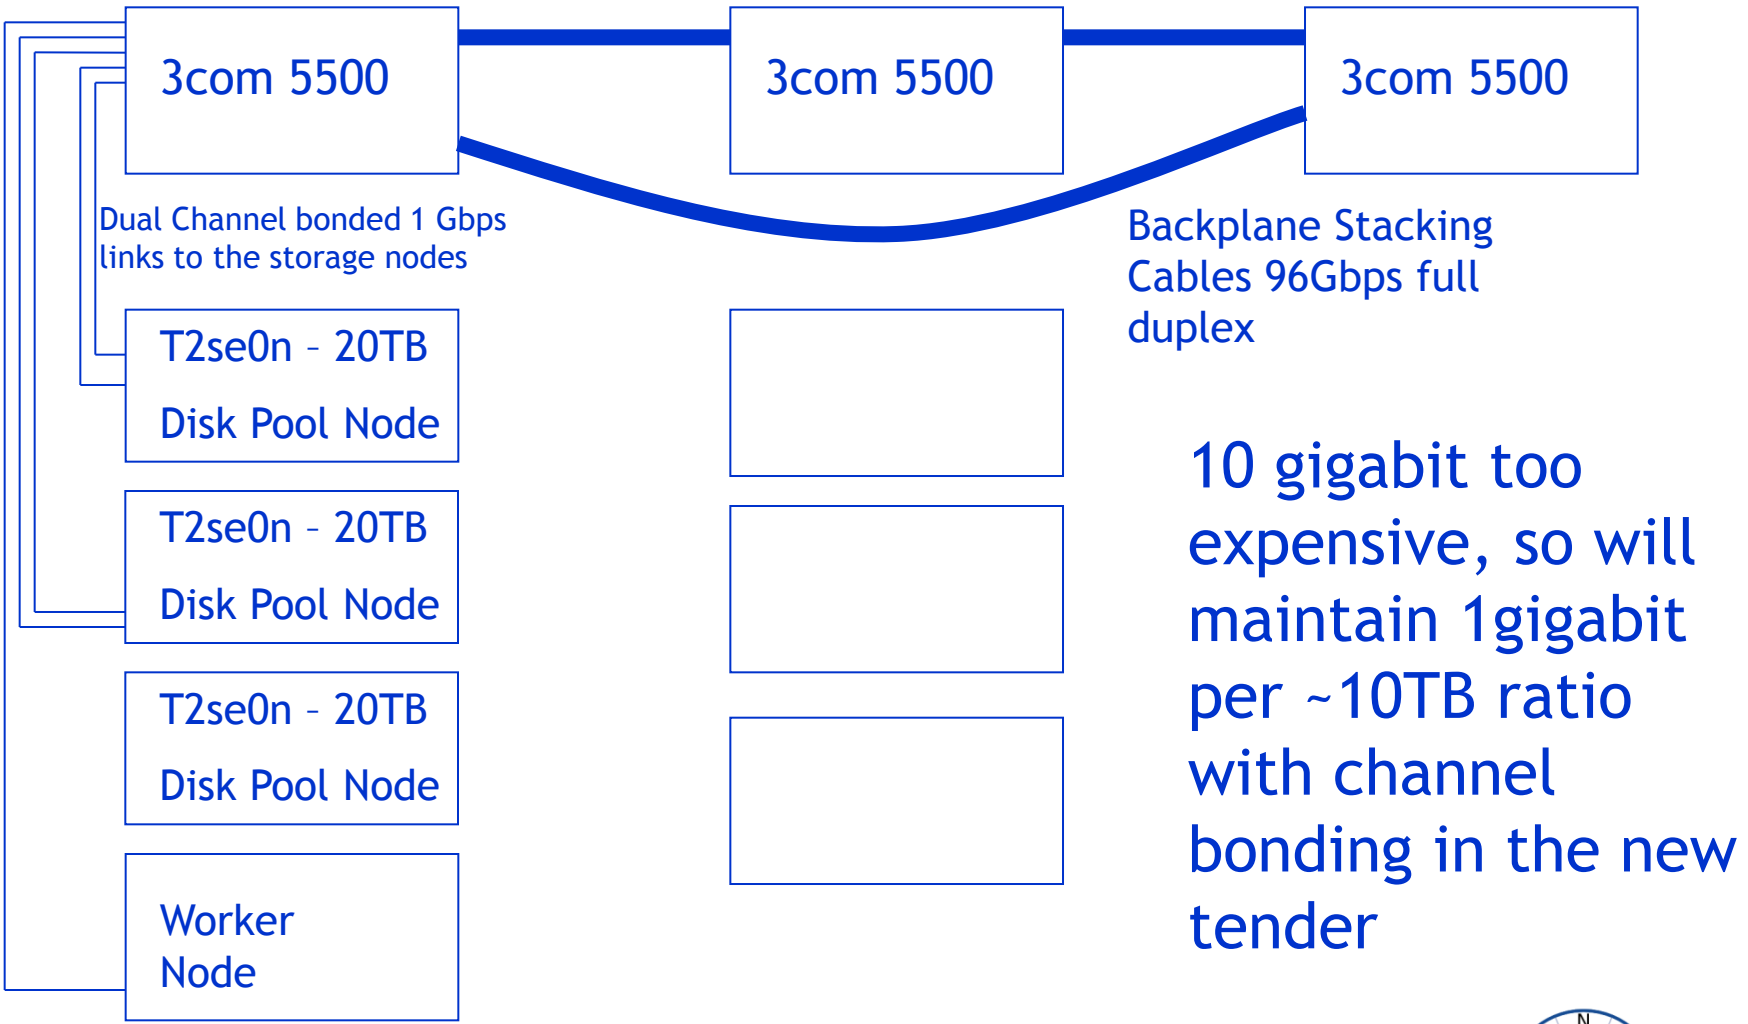 3com 5500
3com 5500
3com 5500
Dual Channel bonded 1 Gbps
links to the storage nodes
Backplane Stacking
Cables 96Gbps full
duplex
T2se0n – 20TB
Disk Pool Node
T2se0n – 20TB
Disk Pool Node
T2se0n – 20TB
Disk Pool Node
Worker
Node
10 gigabit too
expensive, so will
maintain 1gigabit
per ~10TB ratio
with channel
bonding in the new
tender
N